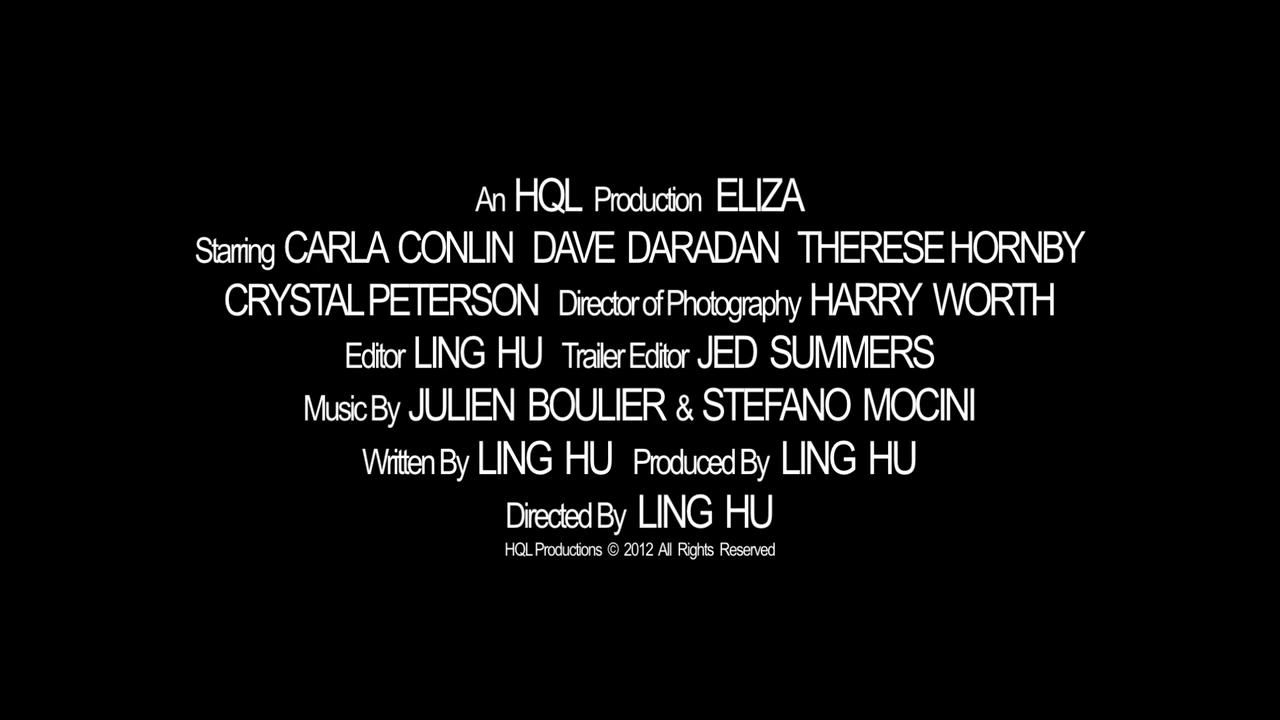 An HQL Production ELIZA
Starring CARLA CONLIN DAVE DARADAN THERESE HORNBY
CRYSTAL PETERSON Director of Photography HARRY WORTH
Editor LING HU Trailer Editor JED SUMMERS
Music By JULIEN BOULIER & STEFANO MOCINI
Written By LING HU Produced By LING HU
Directed By LING HU
HQL Productions © 2012 All Rights Reserved